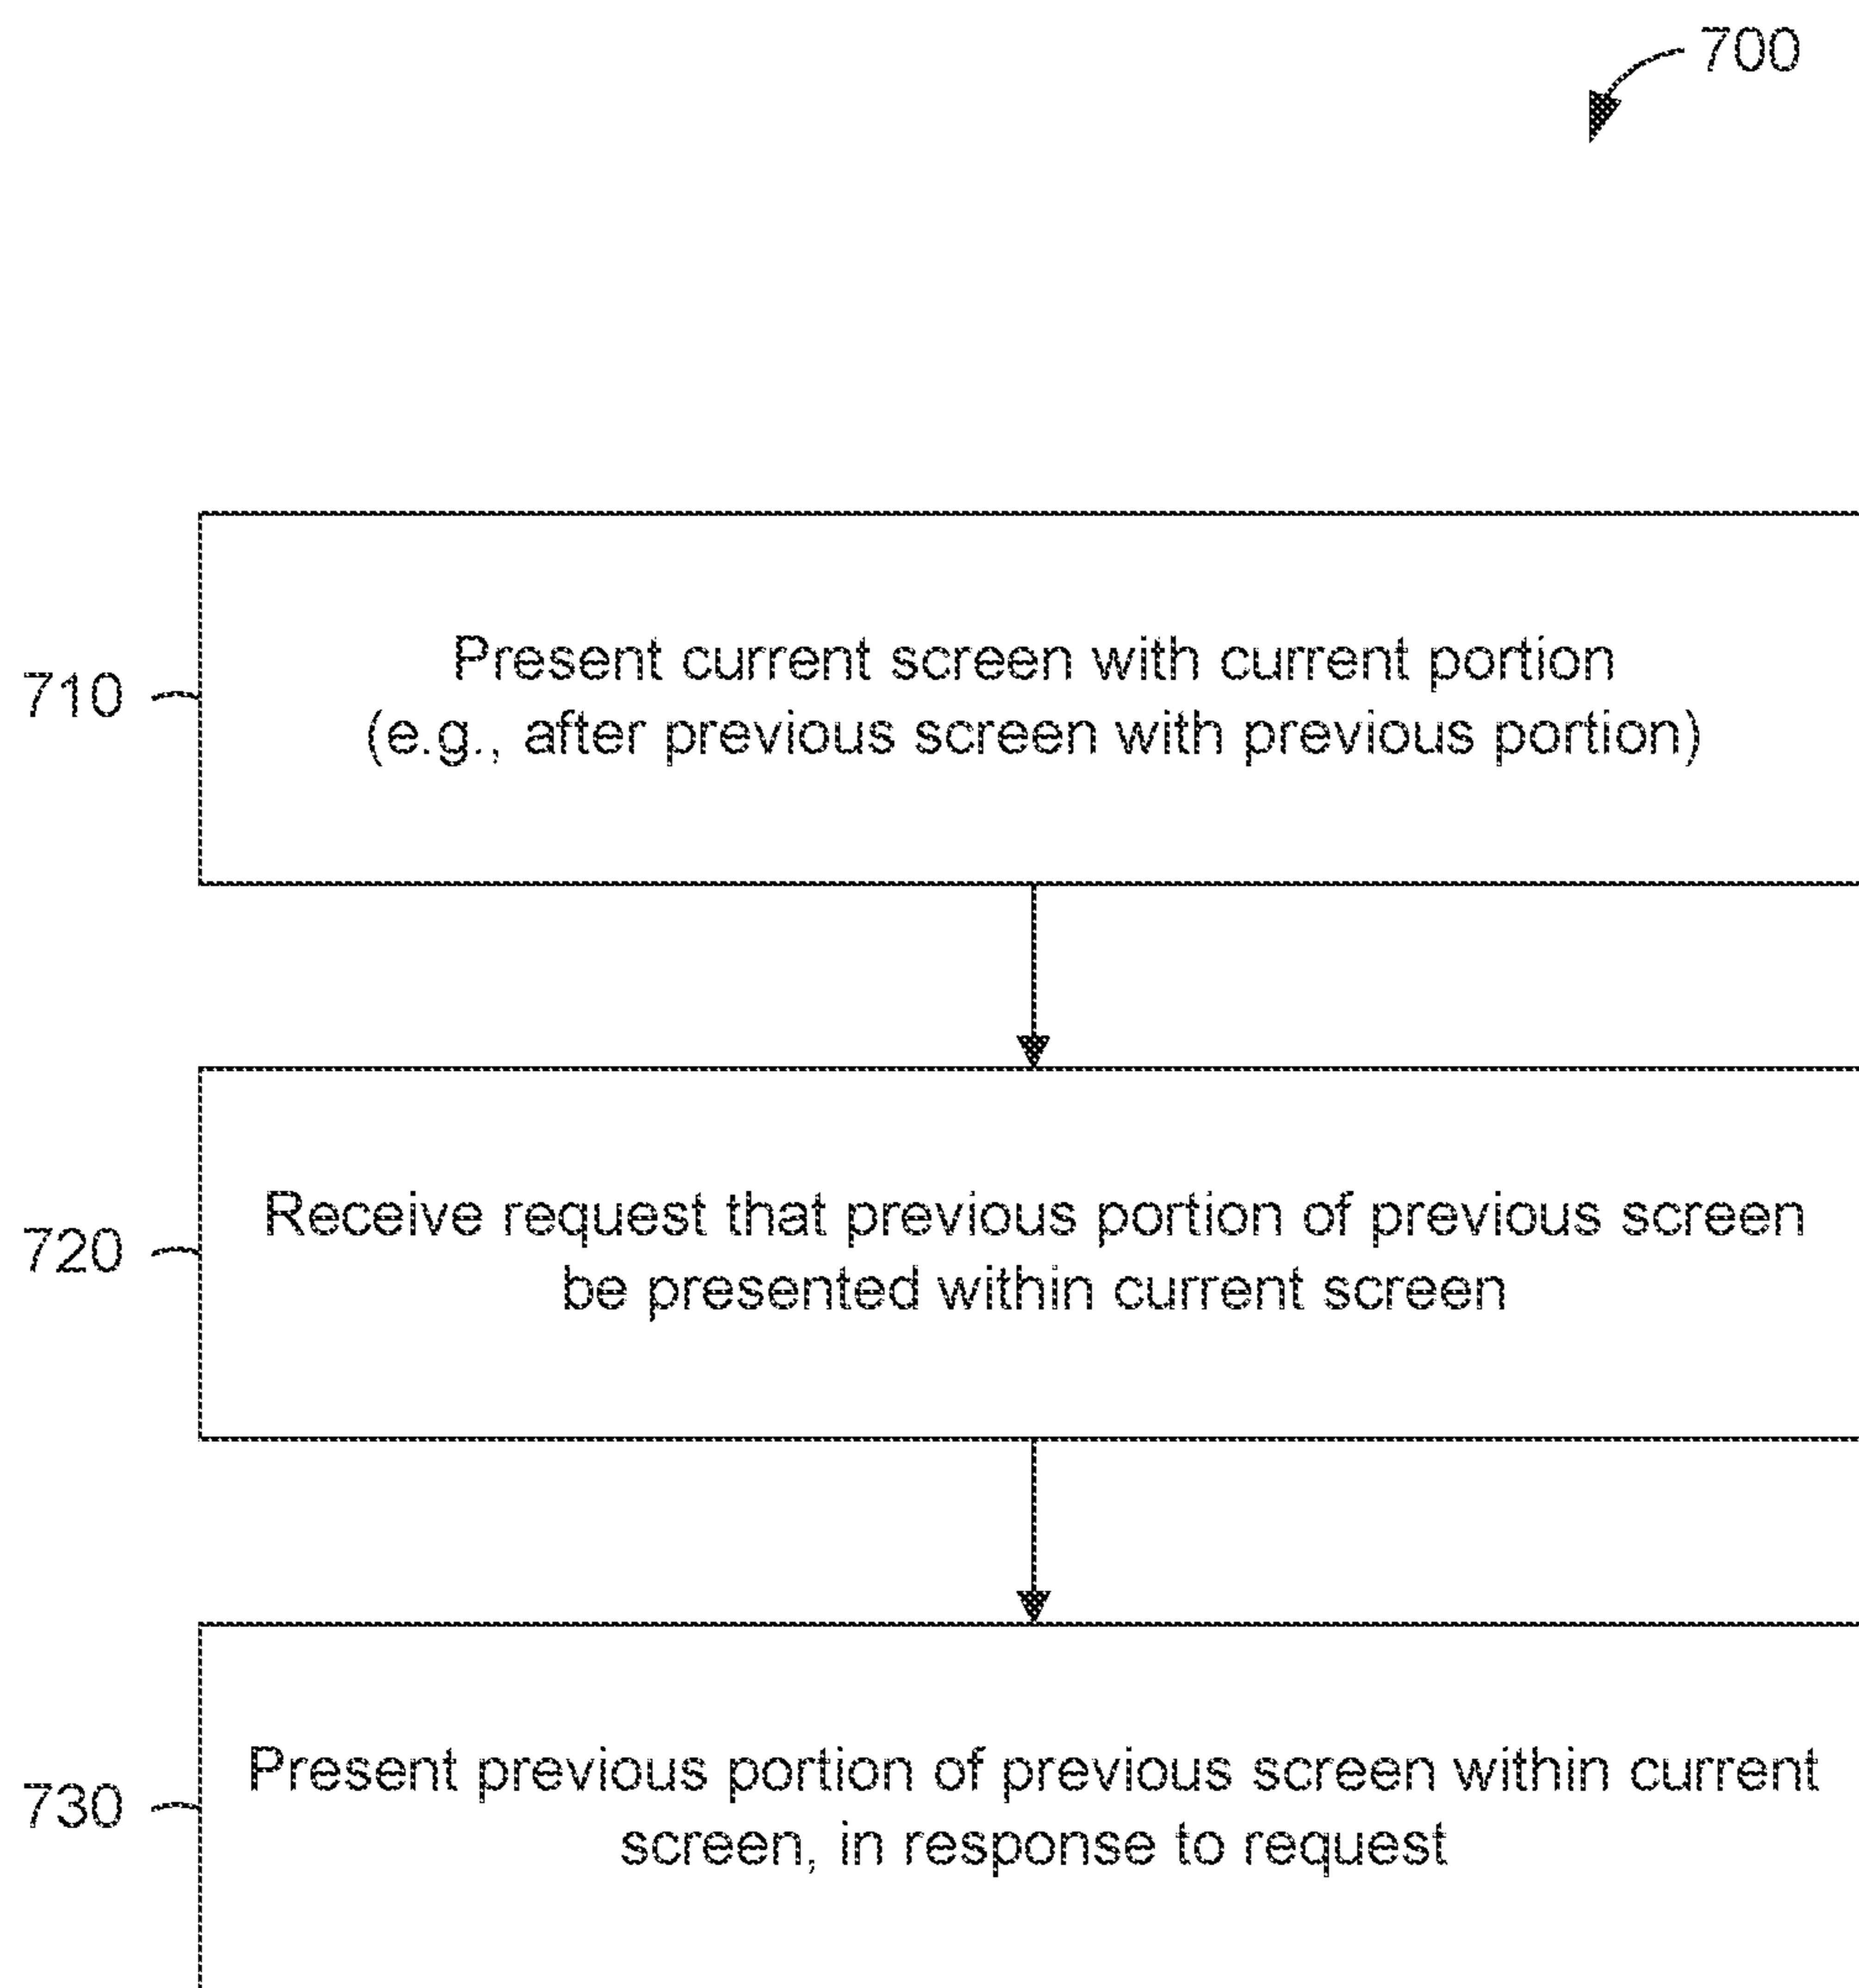 700
710
Present current screen with current portion
(e.g., after previous screen with previous portion)
720
Receive request that previous portion of previous screen
be presented within current screen
730
Present previous portion of previous screen within current
screen, in response to request